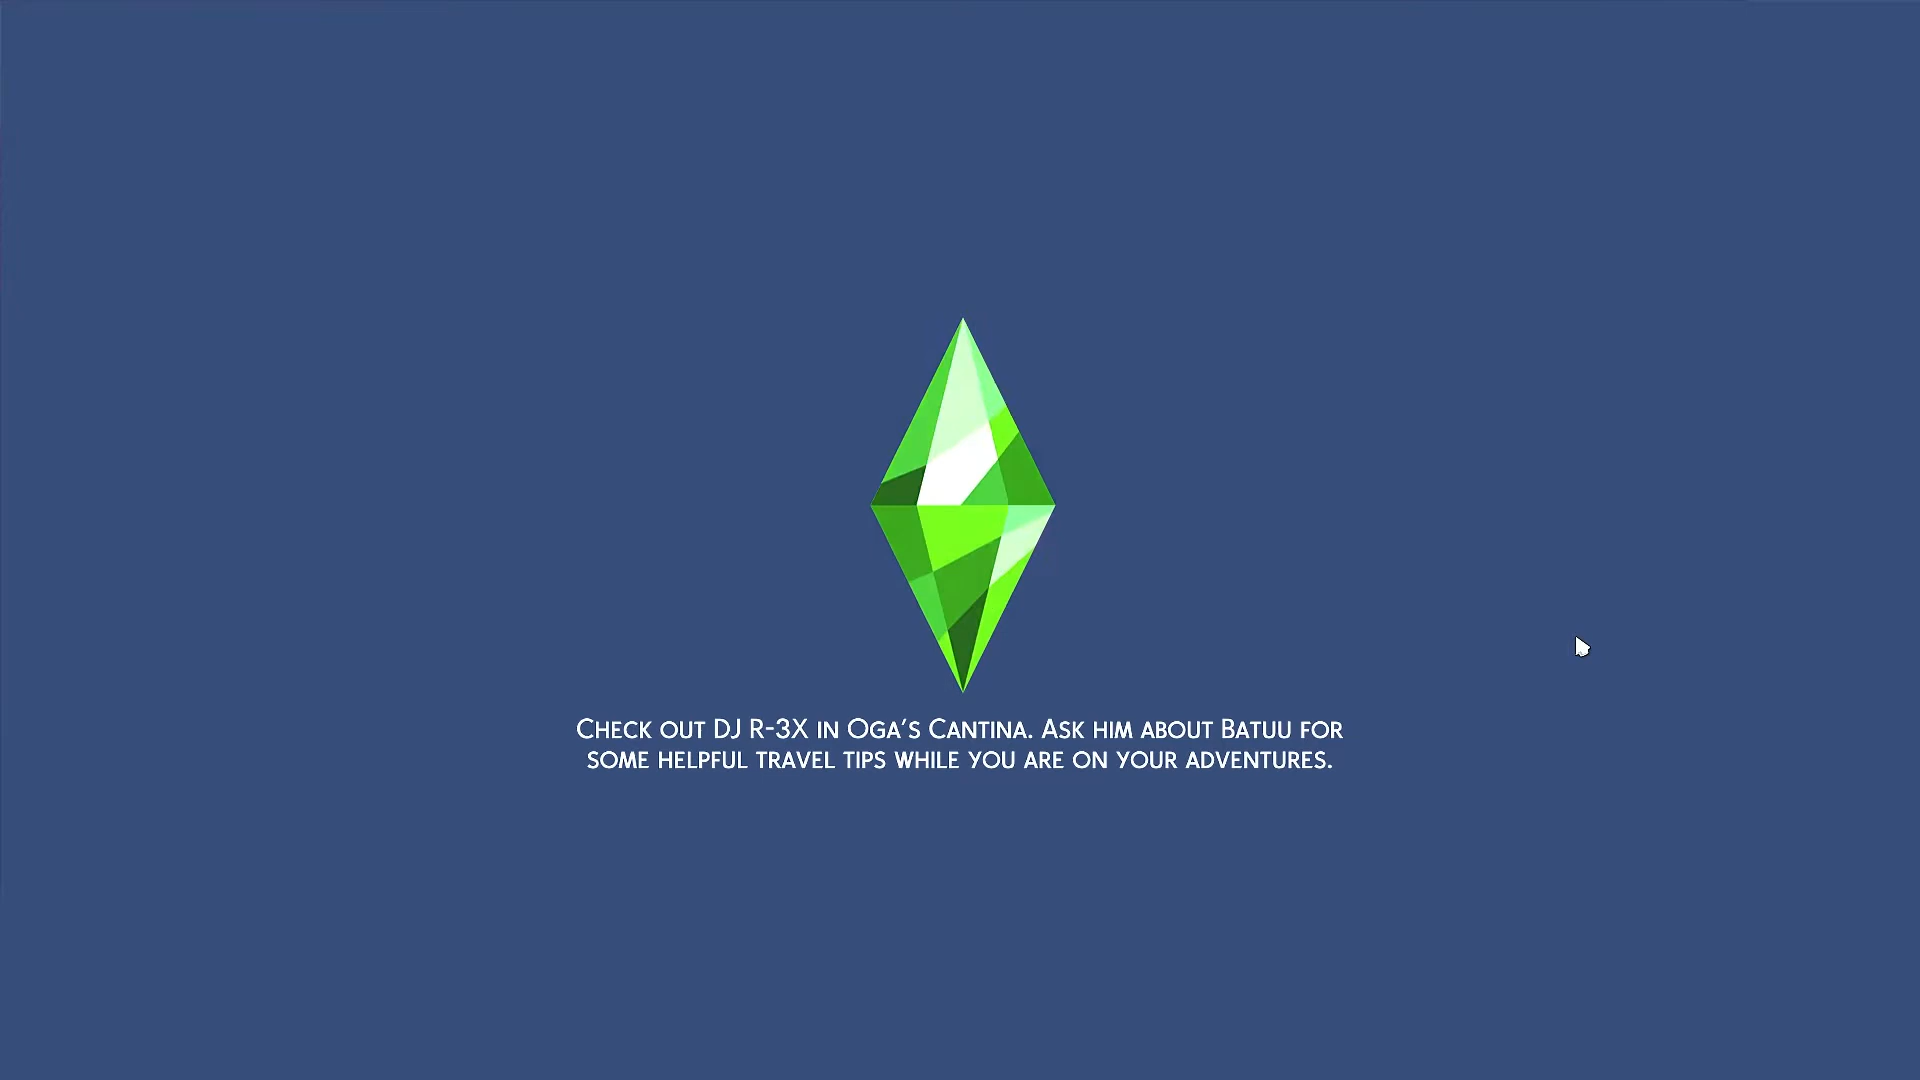 Check out DJ R-3X in Oga's Cantina. Ask him about Batuu for
some helpful travel tips while you are on your adventures.